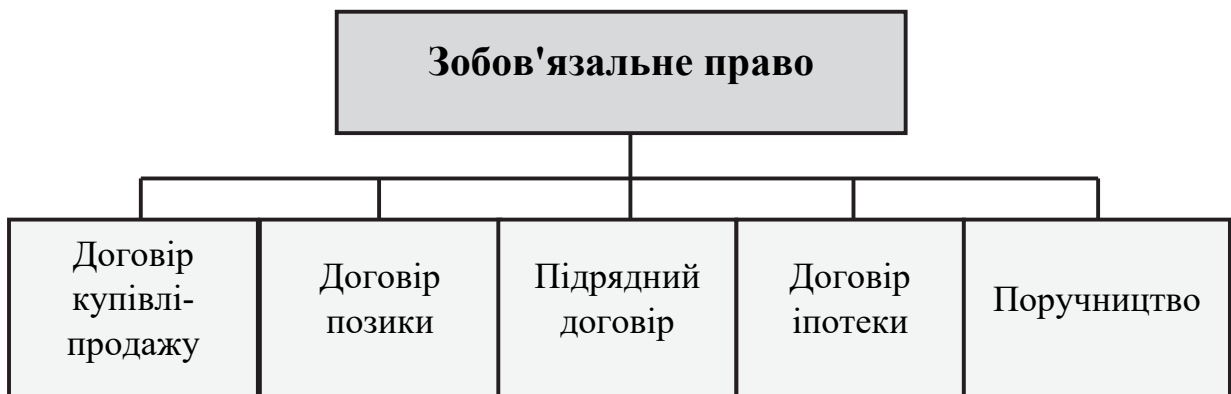 Зобов'язальне право
Договір
купівлі-
продажу
Договір
позики
Підрядний
договір
Договір
іпотеки
Поручництво